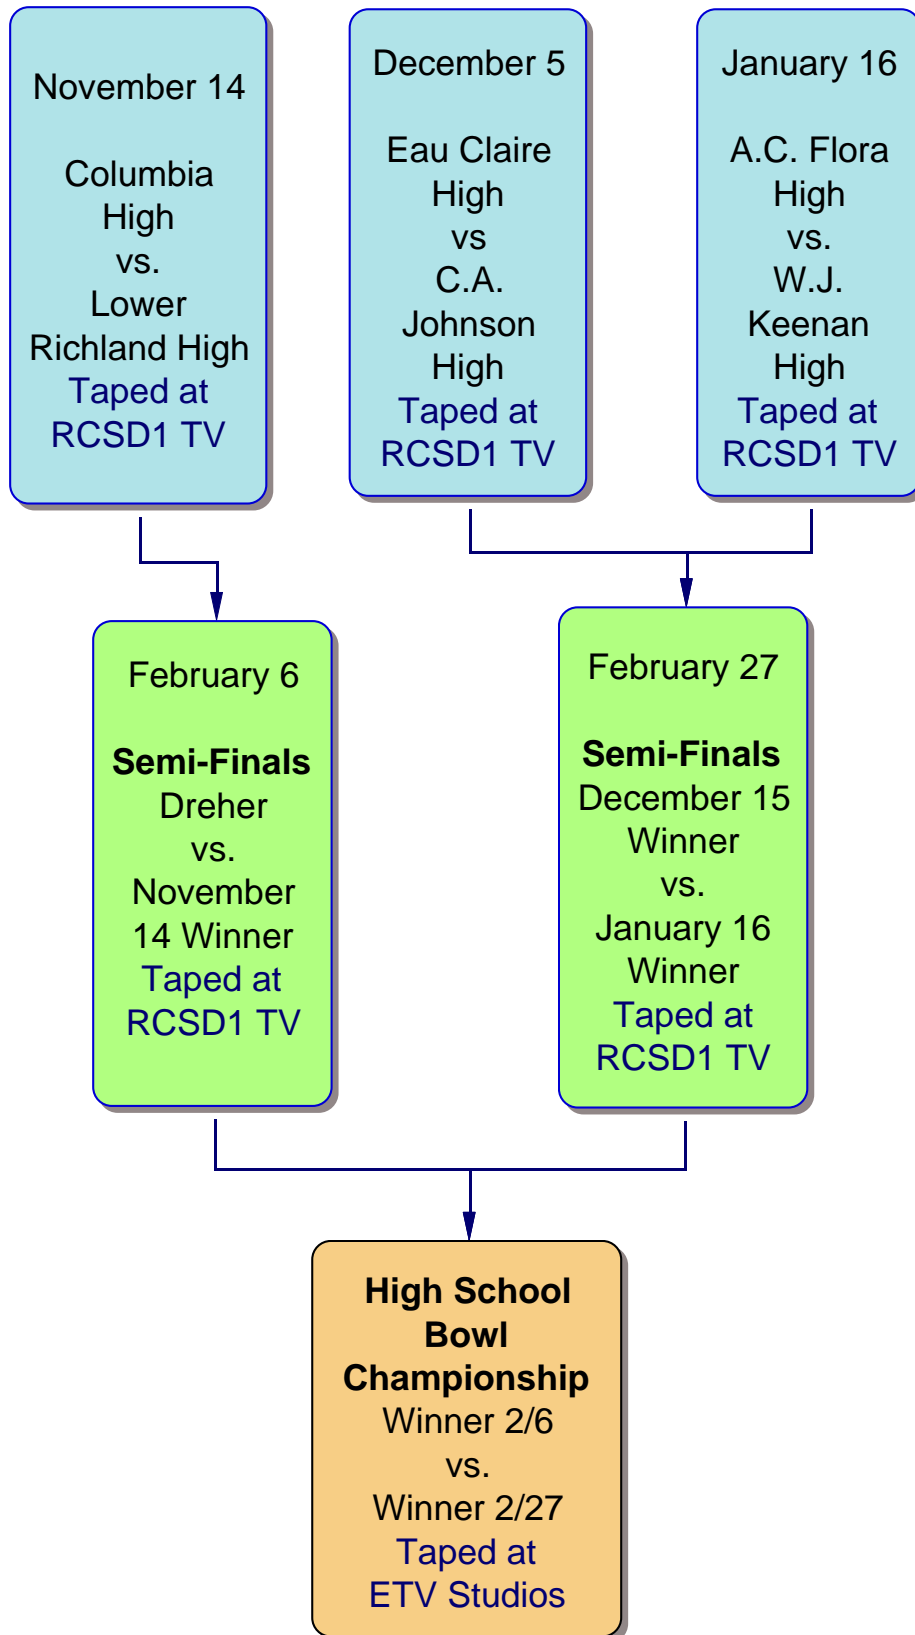 November 14
Columbia
High
vs.
Lower
Richland High
Taped at
RCSD1 TV
December 5
Eau Claire
High
vs
C.A.
Johnson
High
Taped at
RCSD1 TV
January 16
A.C. Flora
High
vs.
W.J.
Keenan
High
Taped at
RCSD1 TV
February 6
Semi-Finals
Dreher
vs.
November
14 Winner
Taped at
RCSD1 TV
February 27
Semi-Finals
December 15
Winner
vs.
January 16
Winner
Taped at
RCSD1 TV
High School
Bowl
Championship
Winner 2/6
vs.
Winner 2/27
Taped at
ETV Studios